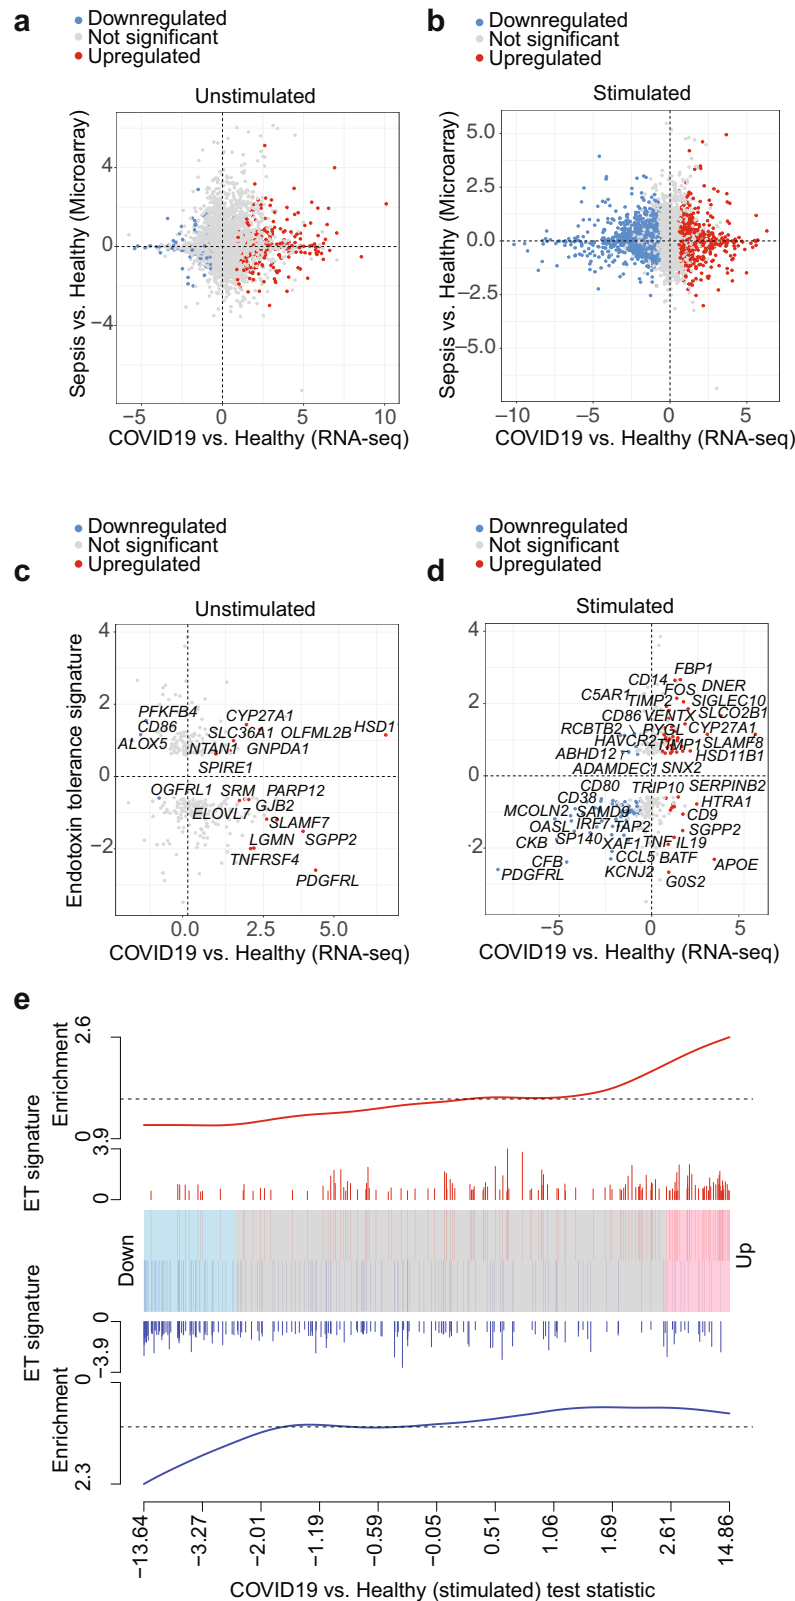 a
Downregulated
Not significant
Upregulated
Unstimulated
Sepsis vs. Healthy (Microarray)
4
0
−4
−5
0
5
10
COVID19 vs. Healthy (RNA-seq)
b
Downregulated
Not significant
Upregulated
Stimulated
Sepsis vs. Healthy (Microarray)
5.0
2.5
0.0
−2.5
−5.0
−10
−5
0
5
COVID19 vs. Healthy (RNA-seq)
c
Downregulated
Not significant
Upregulated
Unstimulated
Endotoxin tolerance signature
4
2
0
−2
PFKFB4
CD86
ALOX5
CYP27A1
SLC36A1
OLFML2B
HSD1
NTAN1
GNPDA1
SPIRE1
OGFRL1
SRM
PARP12
ELOVL7
GJB2
SLAMF7
LGMN
SGPP2
TNFRSF4
PDGFRL
0.0
2.5
5.0
COVID19 vs. Healthy (RNA-seq)
d
Downregulated
Not significant
Upregulated
Stimulated
4
2
0
−2
FBP1
CD14
C5AR1
FOS
DNER
TIMP2
SIGLEC10
CD86
VENTX
SLCO2B1
RCBTB2
PYGL
CYP27A1
HAVCR2
TIMP1
SLAMF8
ABHD12
HSD11B1
ADAMDEC1
SNX2
CD80
TRIP10
SERPINB2
CD38
HTRA1
MCOLN2
SAMD9
CD9
OASL
IRF7
TAP2
SGPP2
CKB
SP140
XAF1
TNF
IL19
CFB
CCL5
BATF
APOE
PDGFRL
KCNJ2
G0S2
−5
0
5
COVID19 vs. Healthy (RNA-seq)
e
Enrichment
2.6
0.9
ET signature
3
0
Down
Up
ET signature
0
−3.9
Enrichment
0
2.3
−13.64
−3.27
−2.01
−1.19
−0.59
−0.05
0.51
1.06
1.69
2.61
14.86
COVID19 vs. Healthy (stimulated) test statistic